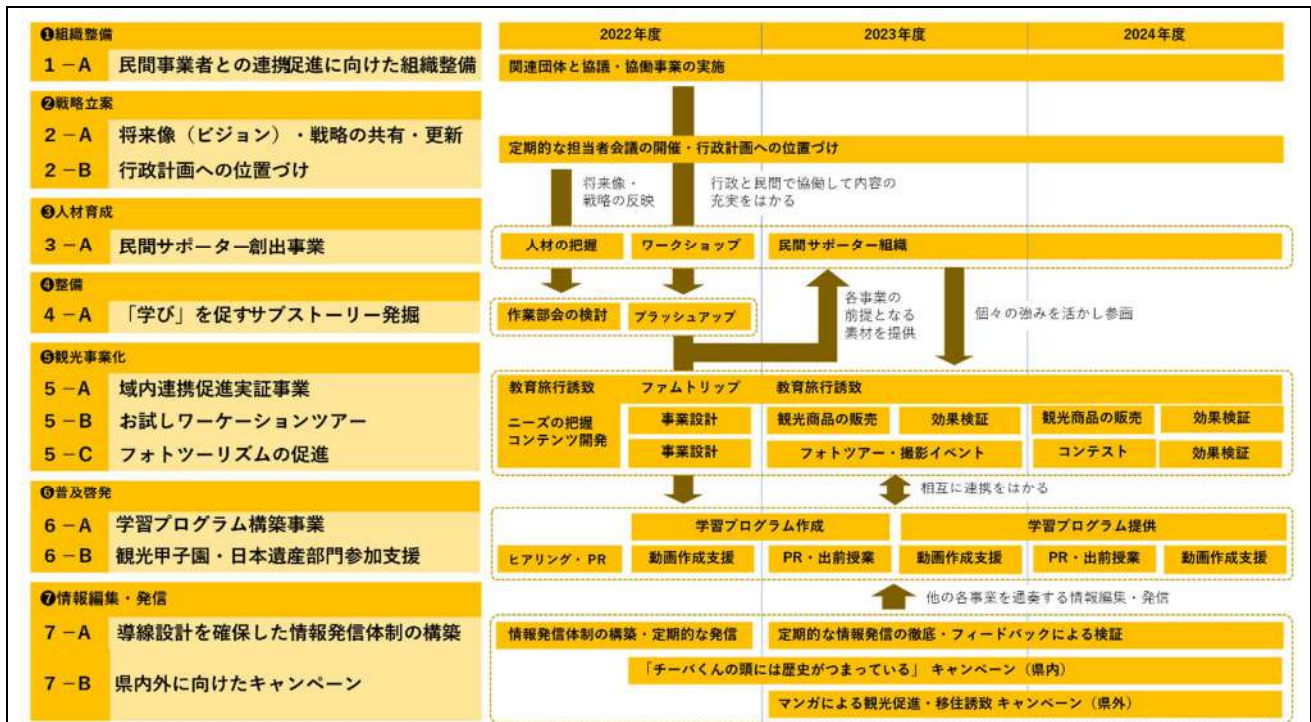 ❶組織整備
2022年度 2023年度 2024年度
1－A 民間事業者との連携促進に向けた組織整備
関連団体と協議・協働事業の実施
❷戦略立案
2－A 将来像（ビジョン）・戦略の共有・更新
2－B 行政計画への位置づけ
定期的な担当者会議の開催・行政計画への位置づけ
将来像・
戦略の反映
行政と民間で協働して内容の
充実をはかる
❸人材育成
3－A 民間サポーター創出事業
人材の把握 ワークショップ 民間サポーター組織
❹整備
4－A 「学び」を促すサブストーリー発掘
作業部会の検討 ブラッシュアップ
各事業の
前提となる
素材を提供
個々の強みを活かし参画
❺観光事業化
5－A 域内連携促進実証事業
教育旅行誘致 ファムトリップ 教育旅行誘致
5－B お試しワーケーションツアー
ニーズの把握
コンテンツ開発
事業設計 観光商品の販売 効果検証 観光商品の販売 効果検証
5－C フォトツーリズムの促進
事業設計 フォトツアー・撮影イベント コンテスト 効果検証
相互に連携をはかる
❻普及啓発
6－A 学習プログラム構築事業
学習プログラム作成 学習プログラム提供
6－B 観光甲子園・日本遺産部門参加支援
ヒアリング・PR 動画作成支援 PR・出前授業 動画作成支援 PR・出前授業 動画作成支援
他の各事業を通奏する情報編集・発信
❼情報編集・発信
7－A 導線設計を確保した情報発信体制の構築
情報発信体制の構築・定期的な発信 定期的な情報発信の徹底・フィードバックによる検証
7－B 県内外に向けたキャンペーン
「チーバくんの頭には歴史がつまっている」 キャンペーン（県内）
マンガによる観光促進・移住誘致 キャンペーン（県外）